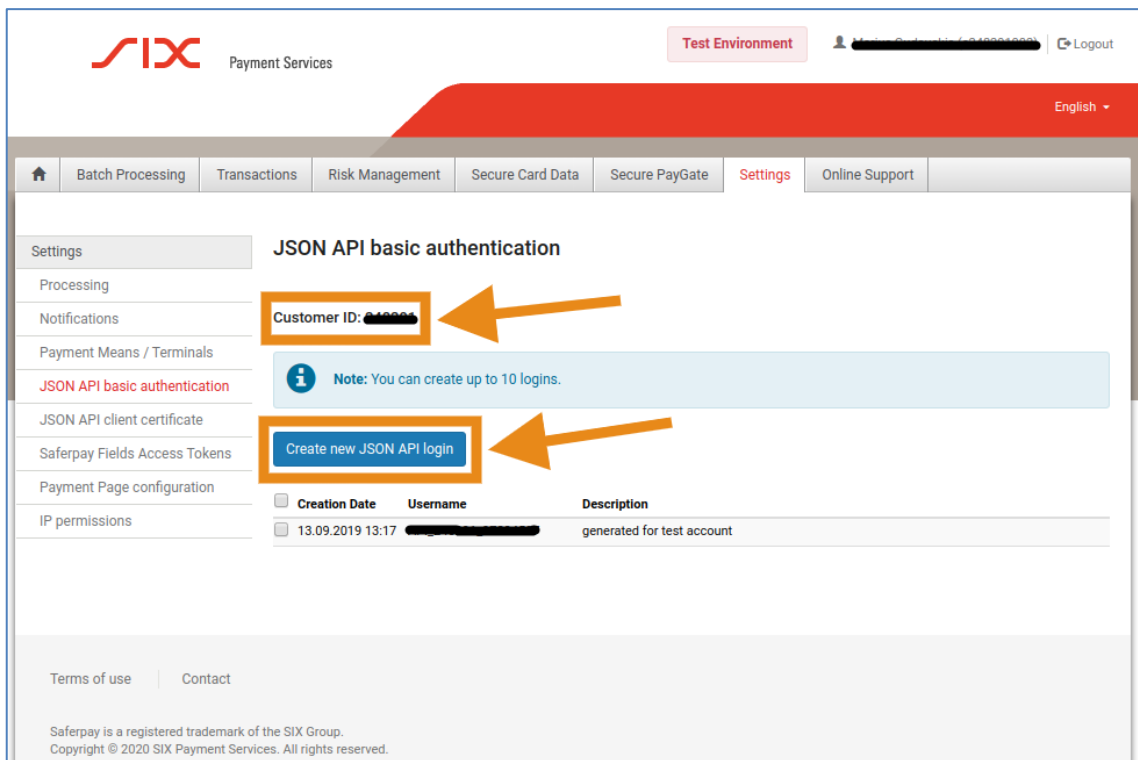 SIX Payment Services
Test Environment
Logout
English
Batch Processing
Transactions
Risk Management
Secure Card Data
Secure PayGate
Settings
Online Support
Settings
Processing
Notifications
Payment Means / Terminals
JSON API basic authentication
JSON API client certificate
Saferpay Fields Access Tokens
Payment Page configuration
IP permissions
JSON API basic authentication
Customer ID:
Note: You can create up to 10 logins.
Create new JSON API login
Creation Date Username Description
13.09.2019 13:17 generated for test account
Terms of use Contact
Saferpay is a registered trademark of the SIX Group.
Copyright © 2020 SIX Payment Services. All rights reserved.